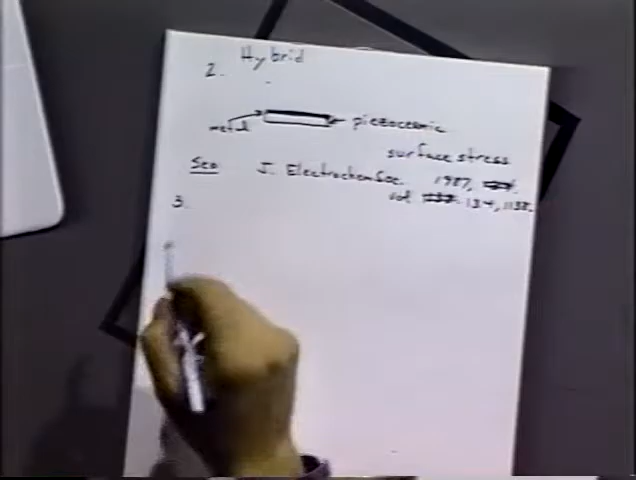 2. Hybrid
metal piezoceramic
surface stress
See J. Electrochem Soc. 1987,
vol 134, 1138.
3.